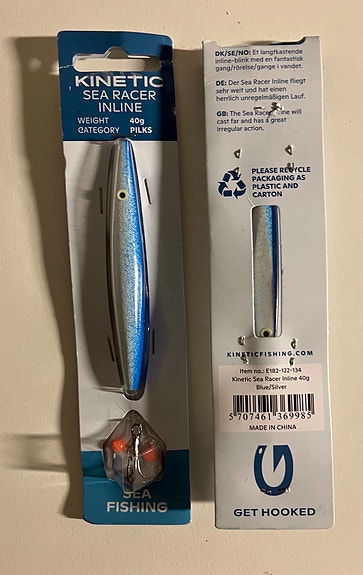 KINETIC
SEA RACER
INLINE
WEIGHT 40g
CATEGORY PILKS
SEA
FISHING
DK/SE/NO: Et langtkastende
inline-blink med en fantastisk
gang/rörelse/gange i vandet.
DE: Der Sea Racer Inline fliegt
sehr weit und hat einen
herrlich unregelmäßigen Lauf.
GB: The Sea Racer will
cast far and has a great
irregular action.
PLEASE RECYCLE
PACKAGING AS
PLASTIC AND
CARTON
KINETICFISHING.COM
Item no.: E182-122-134
Kinetic Sea Racer Inline 40g
Blue/Silver
5 707461 369985
MADE IN CHINA
GET HOOKED